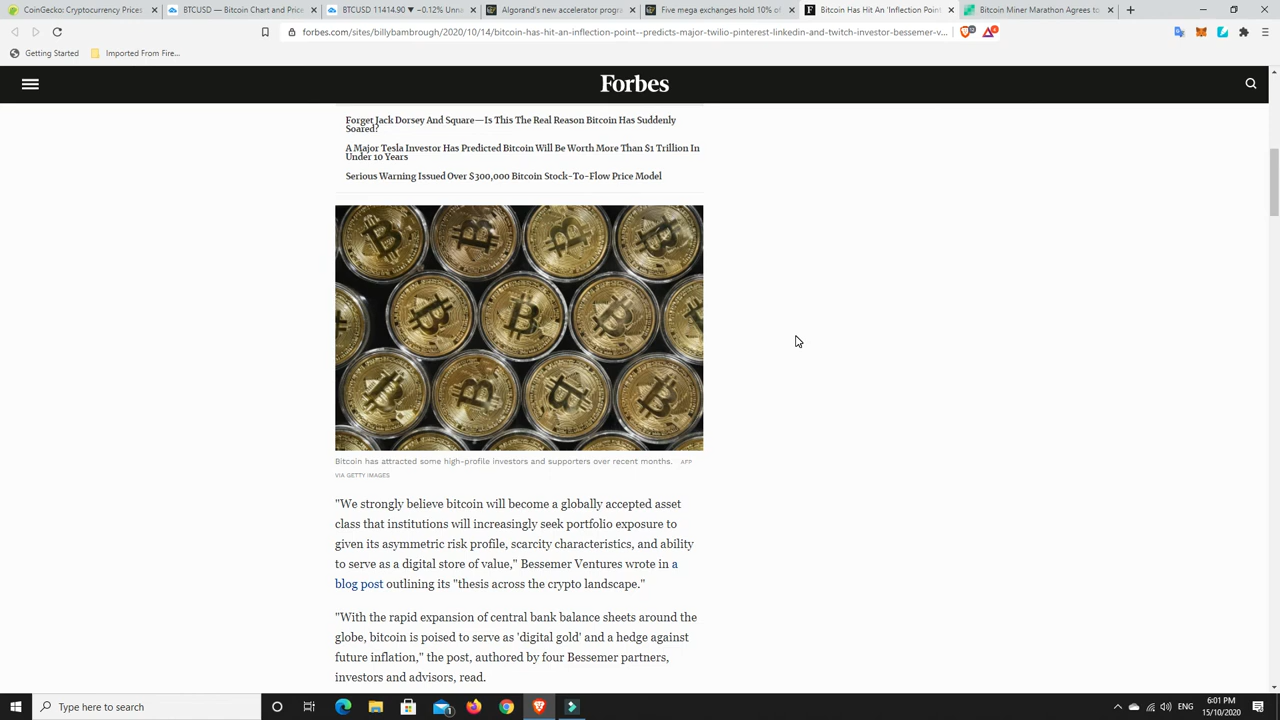 CoinGecko: Cryptocurrency Prices
BTCUSD — Bitcoin Chart and Price
BTCUSD 11414.90 ▼ −0.12% Unna
Algorand's new accelerator progra
Five mega exchanges hold 10% of
Bitcoin Has Hit An 'Inflection Poin
Bitcoin Miner Marathon Agrees to
forbes.com/sites/billybambrough/2020/10/14/bitcoin-has-hit-an-inflection-point--predicts-major-twilio-pinterest-linkedin-and-twitch-investor-bessemer-v...
Getting Started
Imported From Fire...
Forbes
Forget Jack Dorsey And Square—Is This The Real Reason Bitcoin Has Suddenly
Soared?
A Major Tesla Investor Has Predicted Bitcoin Will Be Worth More Than $1 Trillion In
Under 10 Years
Serious Warning Issued Over $300,000 Bitcoin Stock-To-Flow Price Model
Bitcoin has attracted some high-profile investors and supporters over recent months. AFP
VIA GETTY IMAGES
"We strongly believe bitcoin will become a globally accepted asset
class that institutions will increasingly seek portfolio exposure to
given its asymmetric risk profile, scarcity characteristics, and ability
to serve as a digital store of value," Bessemer Ventures wrote in a
blog post outlining its "thesis across the crypto landscape."
"With the rapid expansion of central bank balance sheets around the
globe, bitcoin is poised to serve as 'digital gold' and a hedge against
future inflation," the post, authored by four Bessemer partners,
investors and advisors, read.
Type here to search
ENG
6:01 PM
15/10/2020